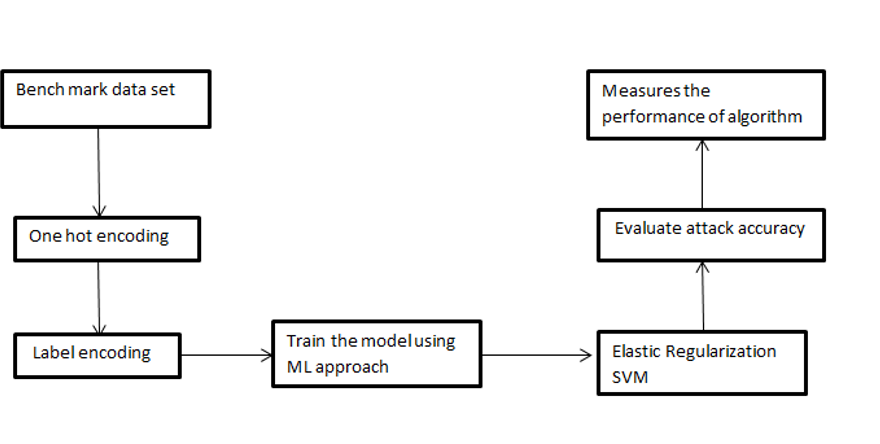 Bench mark data set
One hot encoding
Label encoding
Train the model using
ML approach
Elastic Regularization
SVM
Evaluate attack accuracy
Measures the
performance of algorithm